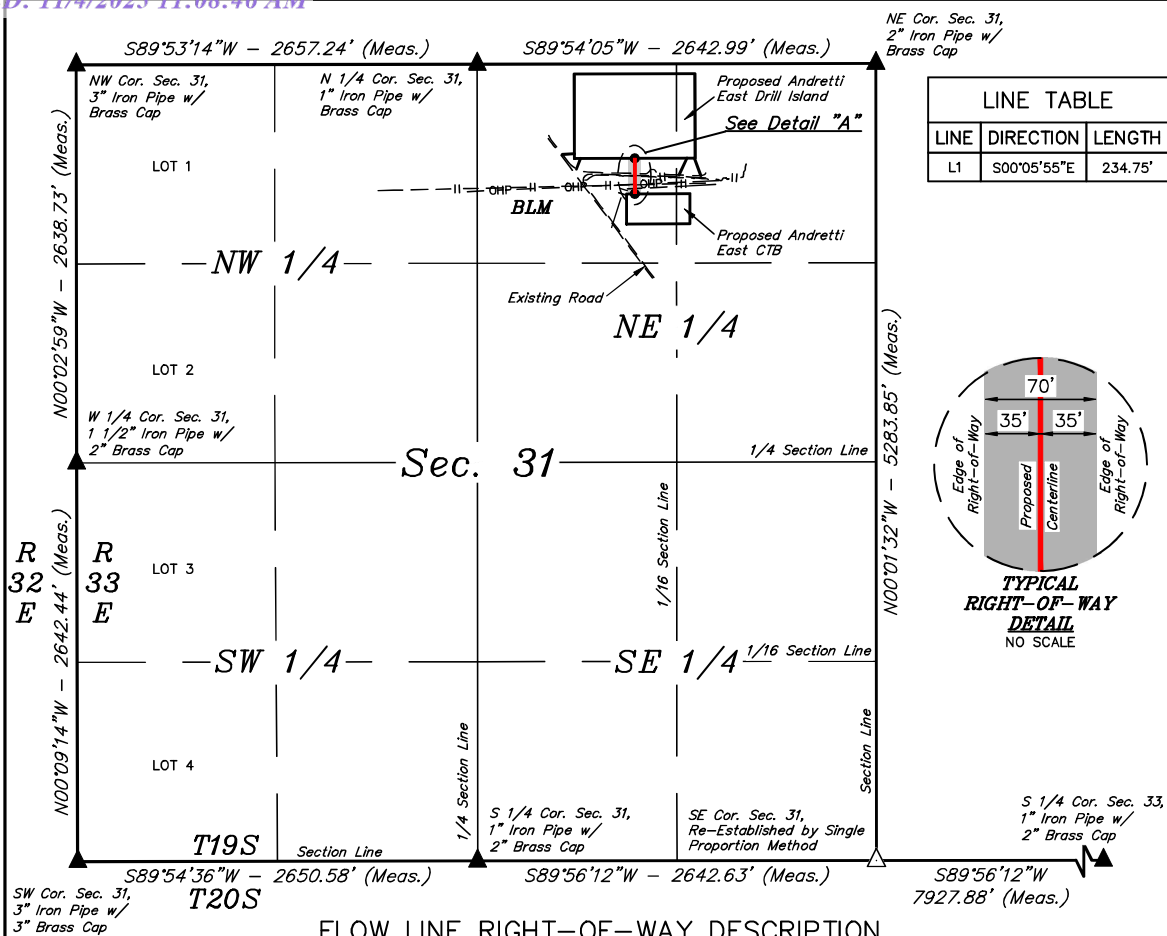 D: 11/4/2025 11:08:46 AM
S89°53'14"W - 2657.24' (Meas.)
S89°54'05"W - 2642.99' (Meas.)
NE Cor. Sec. 31,
2" Iron Pipe w/
Brass Cap
NW Cor. Sec. 31,
3" Iron Pipe w/
Brass Cap
N 1/4 Cor. Sec. 31,
1" Iron Pipe w/
Brass Cap
Proposed Andretti
East Drill Island
See Detail "A"
LINE TABLE
LINE DIRECTION LENGTH
L1 S00°05'55"E 234.75'
LOT 1
OHP
OHP
OHP
BLM
Proposed Andretti
East CTB
N00°02'59"W - 2638.73' (Meas.)
NW 1/4
Existing Road
NE 1/4
LOT 2
W 1/4 Cor. Sec. 31,
1 1/2" Iron Pipe w/
2" Brass Cap
Sec. 31
1/4 Section Line
N00°01'32"W - 5283.85' (Meas.)
70'
35' 35'
Edge of
Right-of-Way
Proposed
Centerline
Edge of
Right-of-Way
TYPICAL
RIGHT-OF-WAY
DETAIL
NO SCALE
1/16 Section Line
R
32
E
R
33
E
LOT 3
N00°09'14"W - 2642.44' (Meas.)
SW 1/4
SE 1/4
1/16 Section Line
LOT 4
1/4 Section Line
Section Line
S 1/4 Cor. Sec. 31,
1" Iron Pipe w/
2" Brass Cap
SE Cor. Sec. 31,
Re-Established by Single
Proportion Method
S 1/4 Cor. Sec. 33,
1" Iron Pipe w/
2" Brass Cap
T19S
Section Line
S89°54'36"W - 2650.58' (Meas.)
S89°56'12"W - 2642.63' (Meas.)
S89°56'12"W
7927.88' (Meas.)
T20S
SW Cor. Sec. 31,
3" Iron Pipe w/
3" Brass Cap
FLOW LINE RIGHT-OF-WAY DESCRIPTION